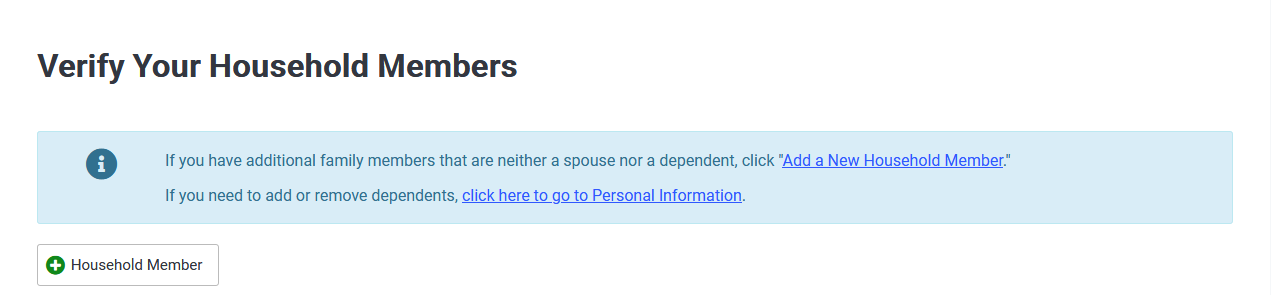 Verify Your Household Members
If you have additional family members that are neither a spouse nor a dependent, click "Add a New Household Member."
If you need to add or remove dependents, click here to go to Personal Information.
Household Member